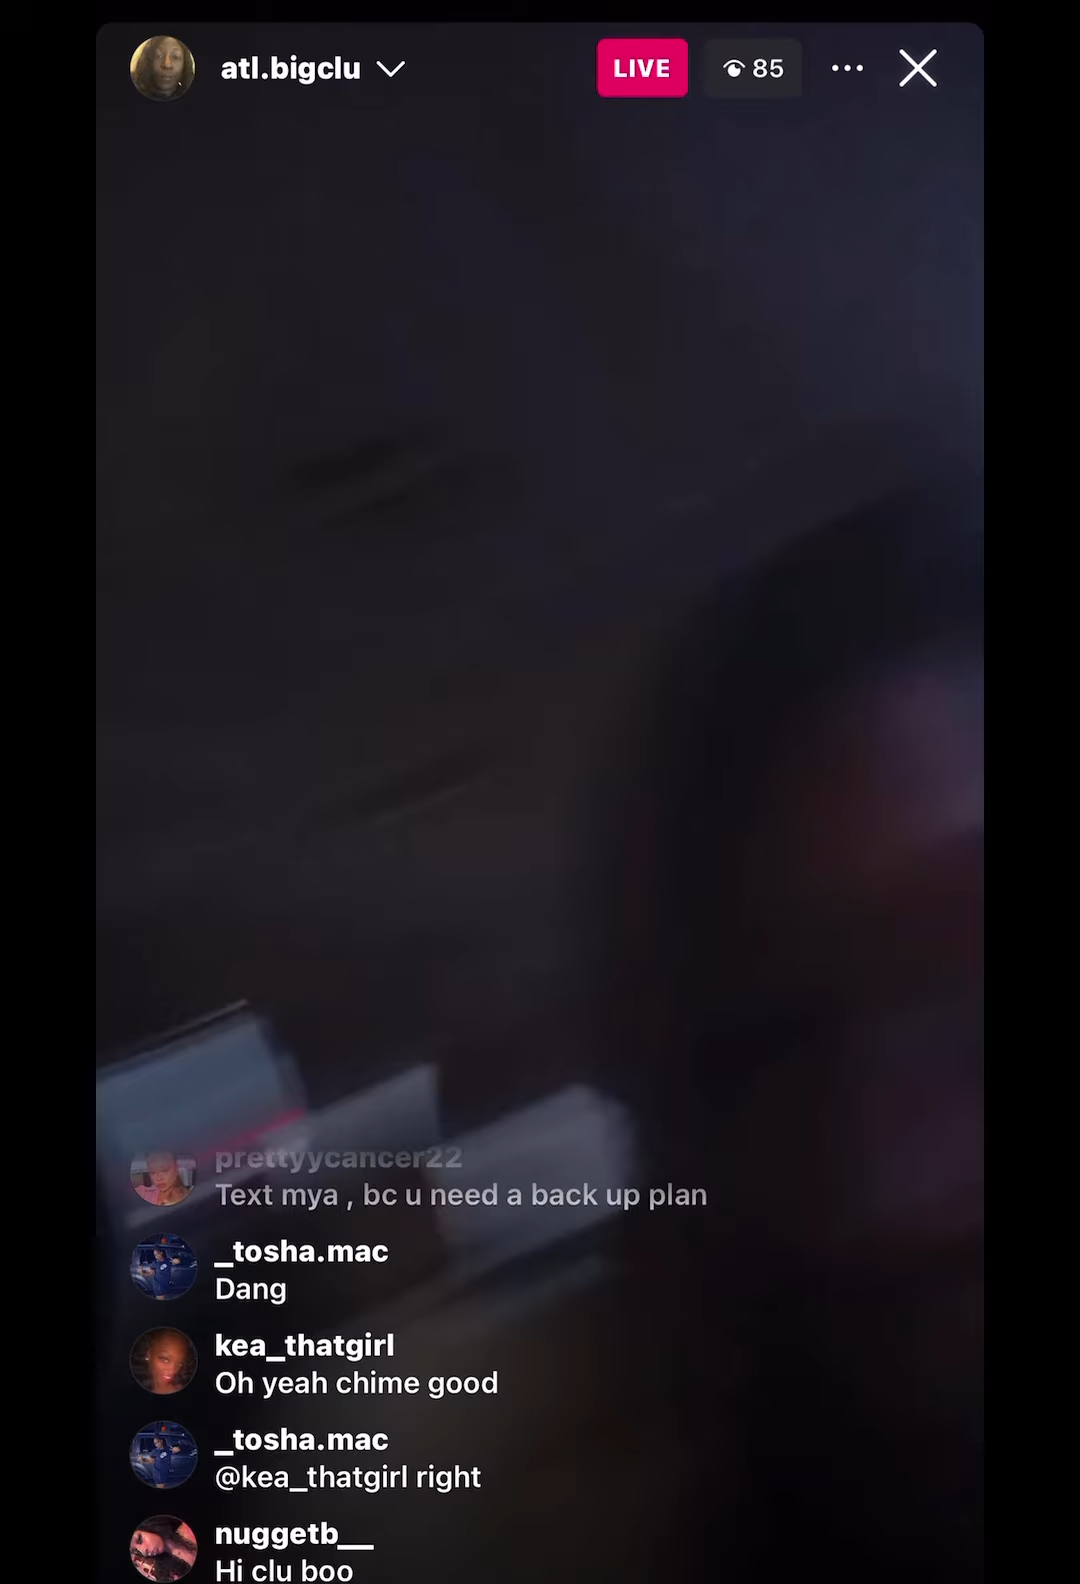 atl.bigclu
LIVE
85
prettyycancer22
Text mya , bc u need a back up plan
_tosha.mac
Dang
kea_thatgirl
Oh yeah chime good
_tosha.mac
@kea_thatgirl right
nuggetb__
Hi clu boo